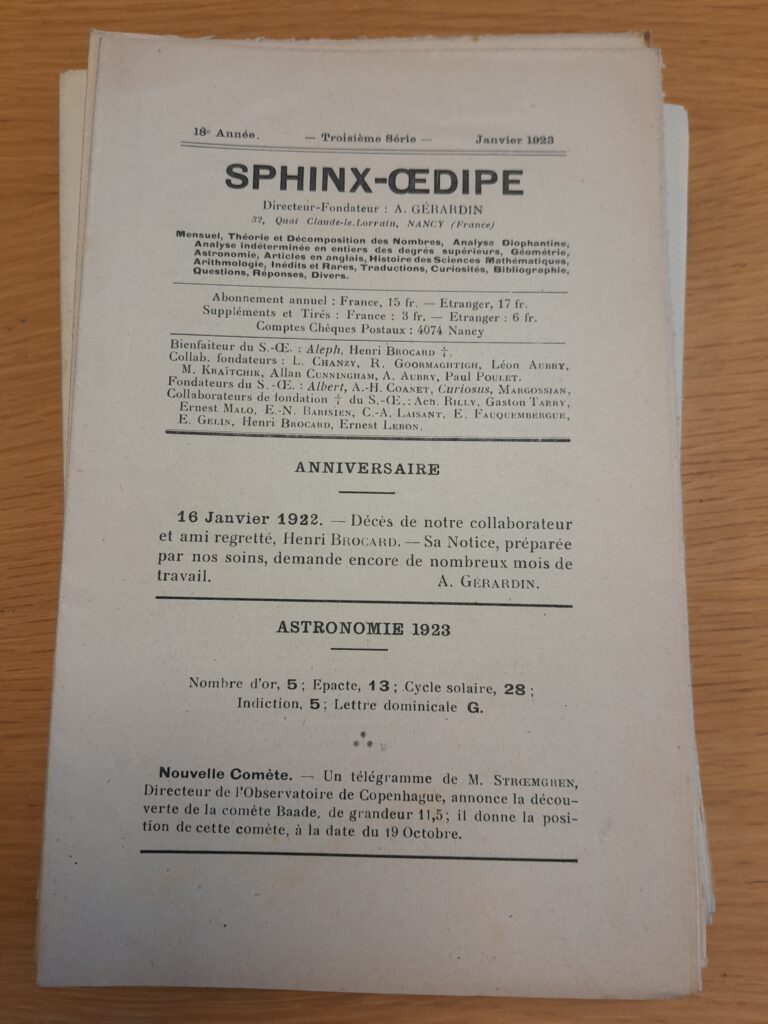 18e Année. — Troisième Série — Janvier 1923
SPHINX-ŒDIPE
Directeur-Fondateur : A. GÉRARDIN
32, Quai Claude-le-Lorrain, NANCY (France)
Mensuel, Théorie et Décomposition des Nombres, Analyse Diophantine,
Analyse indéterminée en entiers des degrés supérieurs, Géométrie,
Astronomie, Articles en anglais, Histoire des Sciences Mathématiques,
Arithmologie, Inédits et Rares, Traductions, Curiosités, Bibliographie,
Questions, Réponses, Divers.
Abonnement annuel : France, 15 fr. — Etranger, 17 fr.
Suppléments et Tirés : France : 3 fr. — Etranger : 6 fr.
Comptes Chèques Postaux : 4074 Nancy
Bienfaiteur du S.-Œ. : Aleph, Henri BROCARD †.
Collab. fondateurs : L. CHANZY, R. GOORMAGHTIGH, Léon AUBRY,
M. KRAÏTCHIK, Allan CUNNINGHAM, A. AUBRY, Paul POULET.
Fondateurs du S.-Œ. : Albert, A.-H. COANET, Curiosus, MARGOSSIAN,
Collaborateurs de fondation † du S.-Œ. : Ach. RILLY, Gaston TARRY,
Ernest MALO, E.-N. BARISIEN, C.-A. LAISANT, E. FAUQUEMBERGUE,
E. GELIN, Henri BROCARD, Ernest LEBON.
ANNIVERSAIRE
16 Janvier 1922. — Décès de notre collaborateur
et ami regretté, Henri BROCARD. — Sa Notice, préparée
par nos soins, demande encore de nombreux mois de
travail. A. GÉRARDIN.
ASTRONOMIE 1923
Nombre d'or, 5 ; Epacte, 13 ; Cycle solaire, 28 ;
Indiction, 5 ; Lettre dominicale G.
* * *
Nouvelle Comète. — Un télégramme de M. STRŒMGREN,
Directeur de l'Observatoire de Copenhague, annonce la décou-
verte de la comète Baade, de grandeur 11,5 ; il donne la posi-
tion de cette comète, à la date du 19 Octobre.